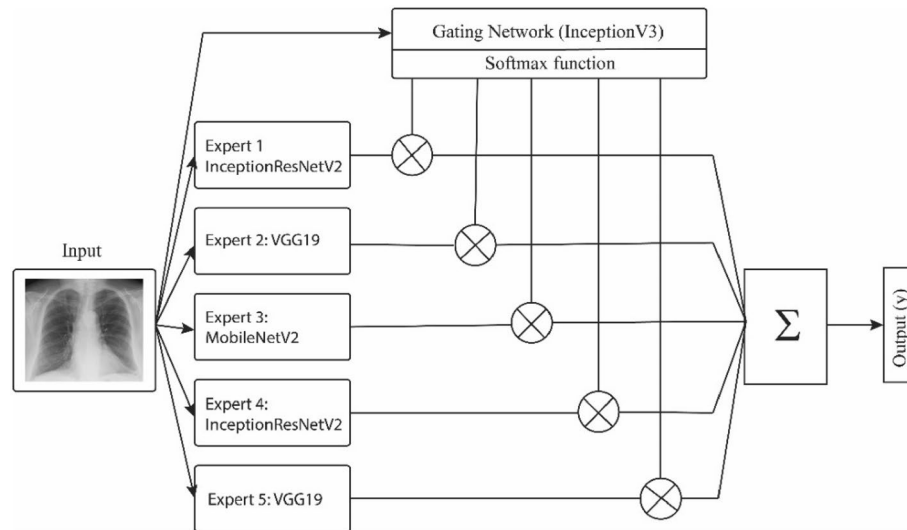 Gating Network (InceptionV3)
Softmax function
Expert 1
InceptionResNetV2
Expert 2: VGG19
Input
Expert 3:
MobileNetV2
Expert 4:
InceptionResNetV2
Expert 5: VGG19
Σ
Output (y)